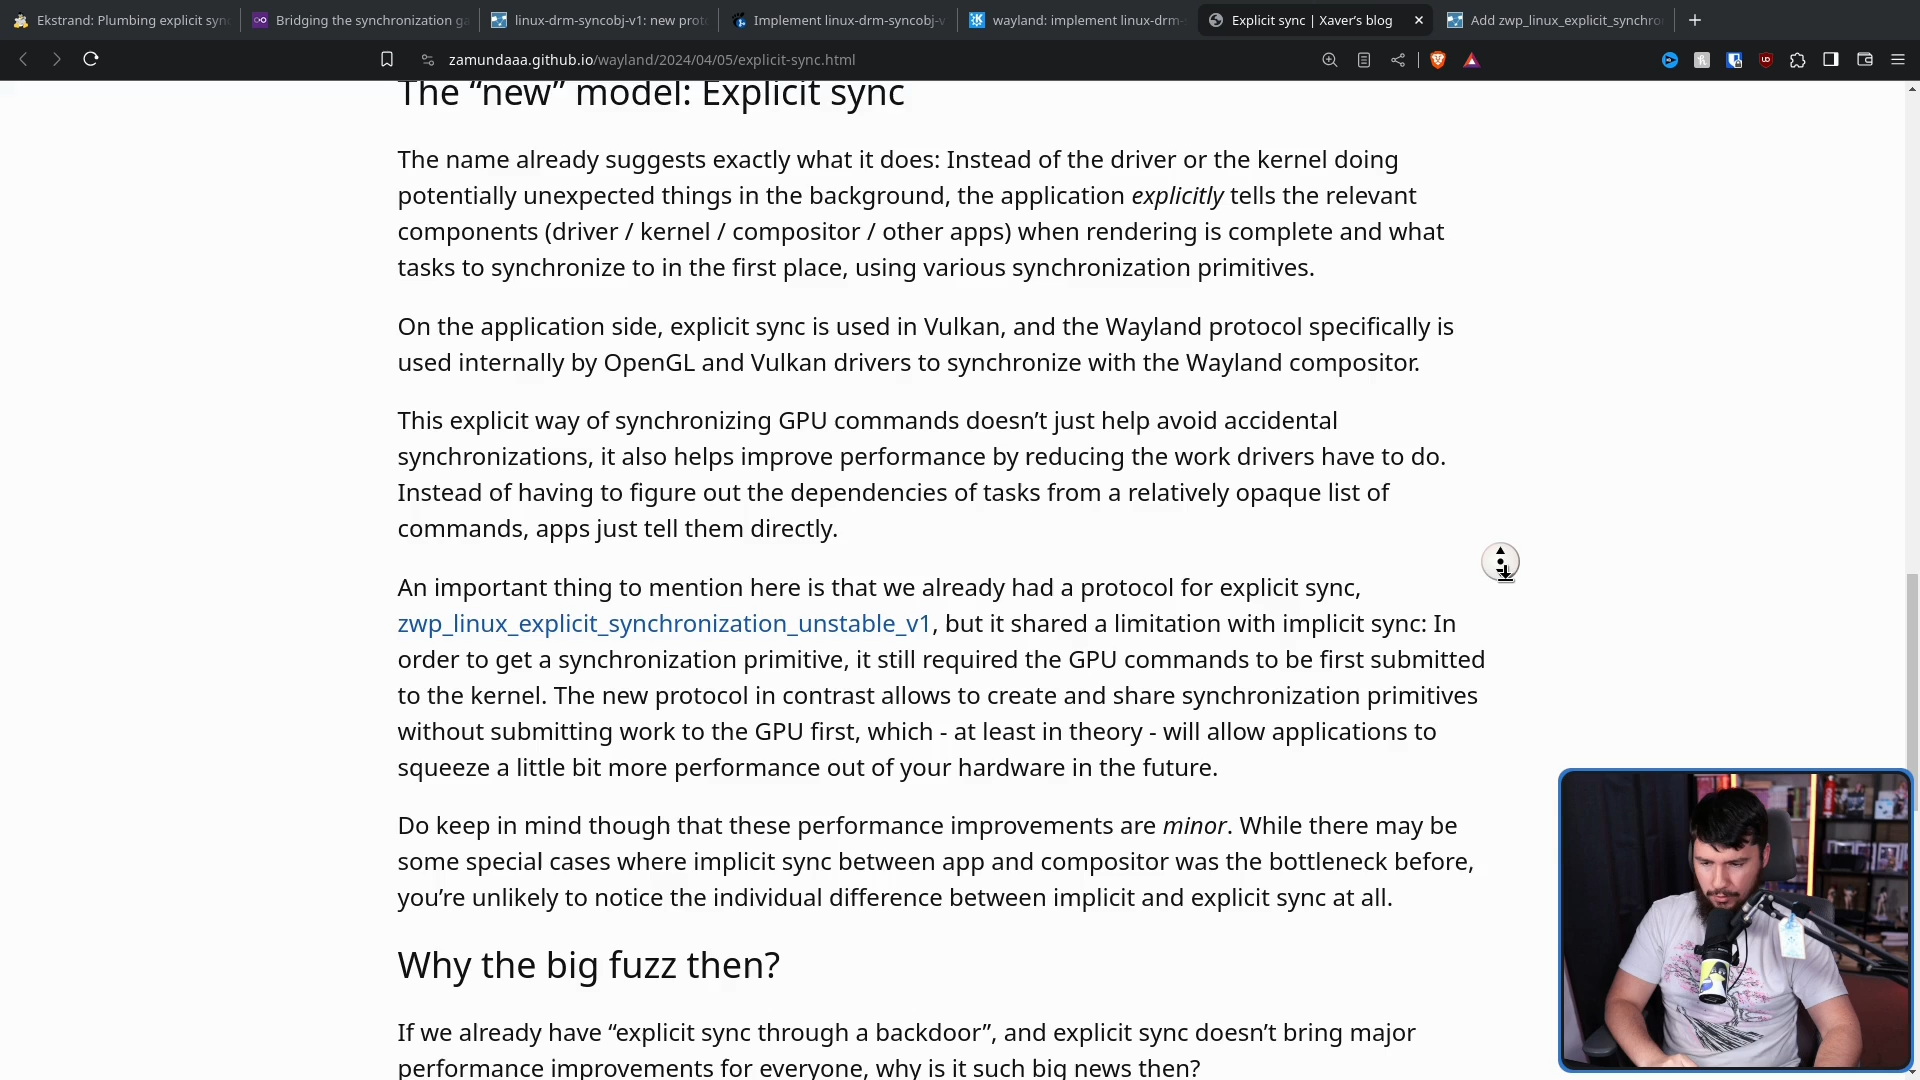 Ekstrand: Plumbing explicit syn
Bridging the synchronization ga
linux-drm-syncobj-v1: new prot
Implement linux-drm-syncobj-v
wayland: implement linux-drm-
Explicit sync | Xaver's blog
Add zwp_linux_explicit_synchro
zamundaaa.github.io/wayland/2024/04/05/explicit-sync.html
The “new” model: Explicit sync
The name already suggests exactly what it does: Instead of the driver or the kernel doing
potentially unexpected things in the background, the application explicitly tells the relevant
components (driver / kernel / compositor / other apps) when rendering is complete and what
tasks to synchronize to in the first place, using various synchronization primitives.
On the application side, explicit sync is used in Vulkan, and the Wayland protocol specifically is
used internally by OpenGL and Vulkan drivers to synchronize with the Wayland compositor.
This explicit way of synchronizing GPU commands doesn’t just help avoid accidental
synchronizations, it also helps improve performance by reducing the work drivers have to do.
Instead of having to figure out the dependencies of tasks from a relatively opaque list of
commands, apps just tell them directly.
An important thing to mention here is that we already had a protocol for explicit sync,
zwp_linux_explicit_synchronization_unstable_v1, but it shared a limitation with implicit sync: In
order to get a synchronization primitive, it still required the GPU commands to be first submitted
to the kernel. The new protocol in contrast allows to create and share synchronization primitives
without submitting work to the GPU first, which - at least in theory - will allow applications to
squeeze a little bit more performance out of your hardware in the future.
Do keep in mind though that these performance improvements are minor. While there may be
some special cases where implicit sync between app and compositor was the bottleneck before,
you’re unlikely to notice the individual difference between implicit and explicit sync at all.
Why the big fuzz then?
If we already have “explicit sync through a backdoor”, and explicit sync doesn’t bring major
performance improvements for everyone, why is it such big news then?